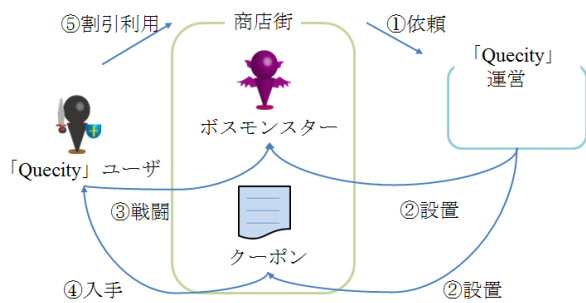 ⑤割引利用
商店街
①依頼
「Quecity」
運営
ボスモンスター
「Quecity」ユーザ
③戦闘
②設置
クーポン
④入手
②設置